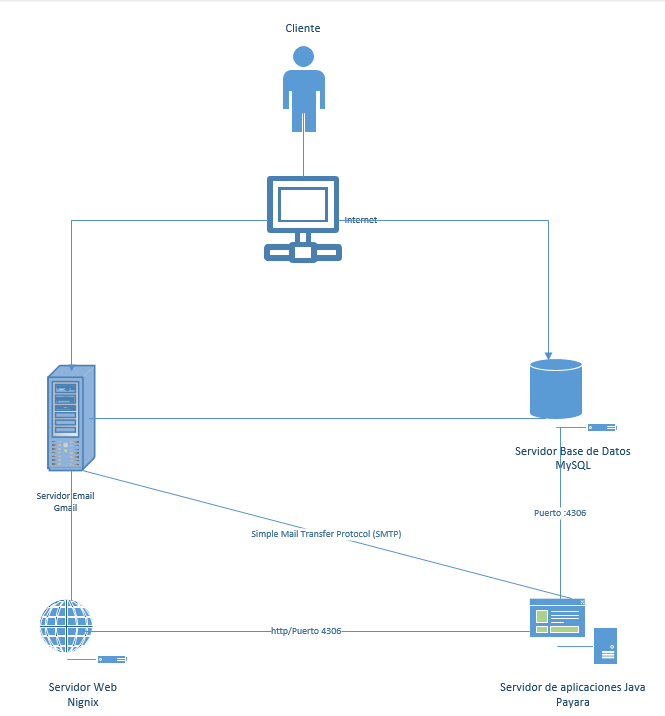 Cliente
Internet
Servidor Base de Datos
MySQL
Servidor Email
Gmail
Puerto :4306
Simple Mail Transfer Protocol (SMTP)
http/Puerto 4306
Servidor Web
Nignix
Servidor de aplicaciones Java
Payara